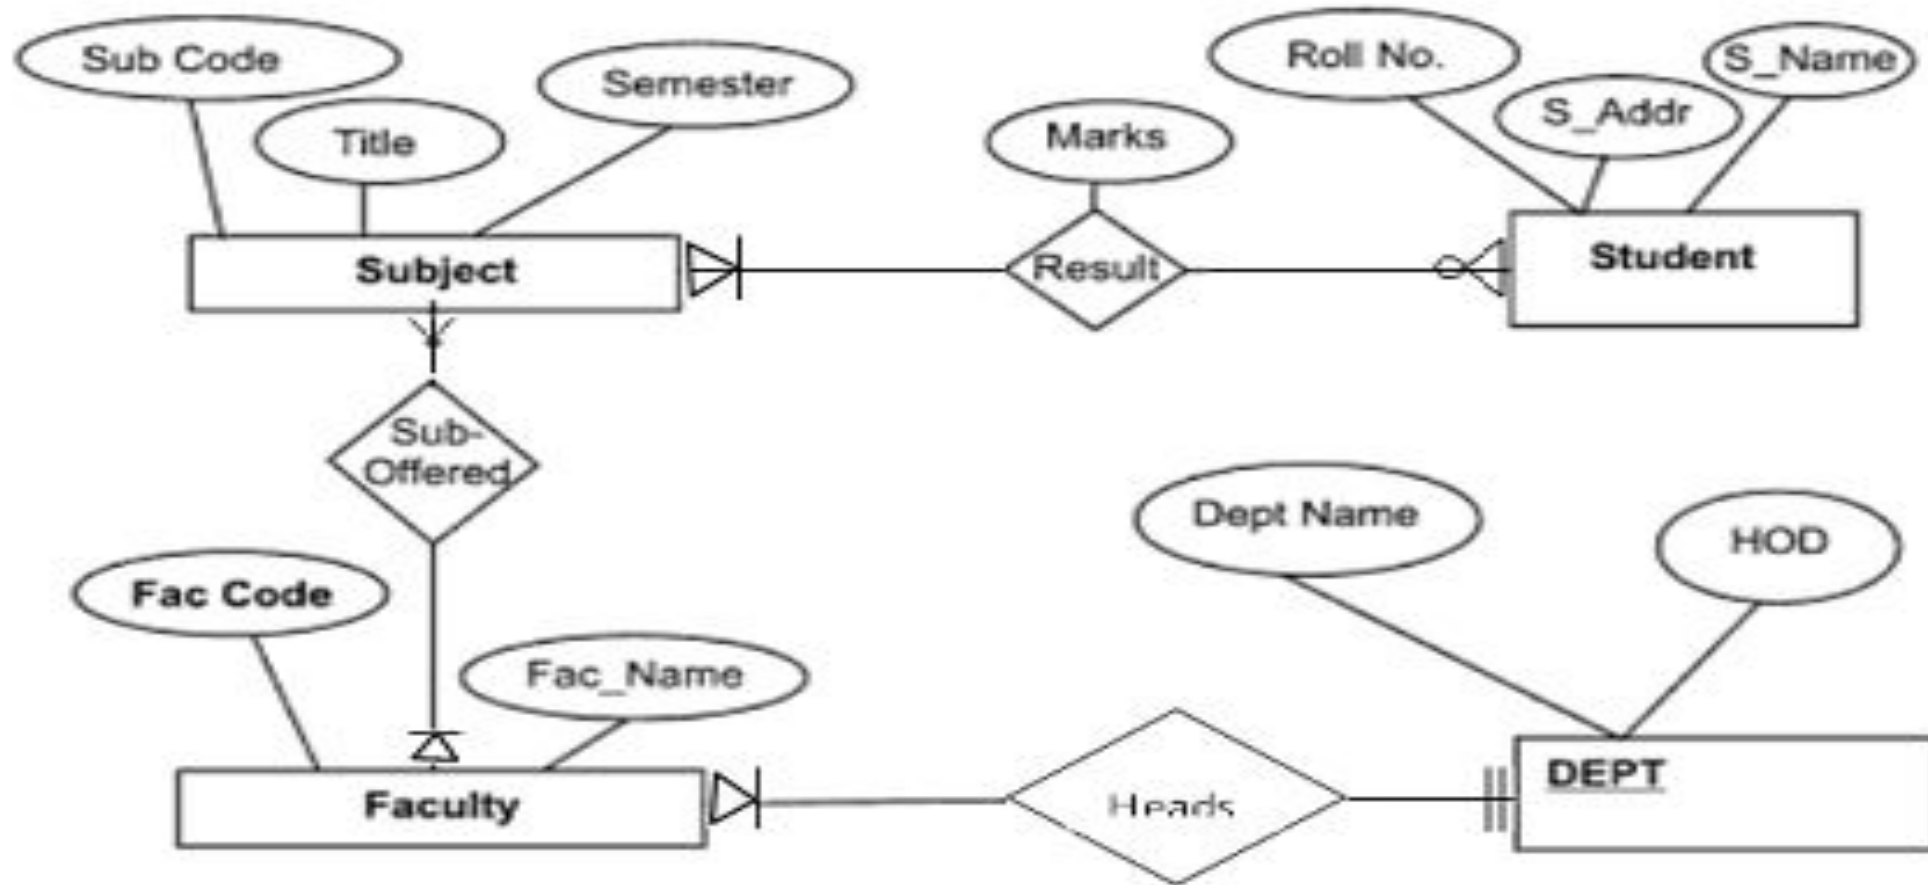 Sub Code
Title
Semester
Marks
Roll No.
S_Addr
S_Name
Subject
Result
Student
Sub-
Offered
Dept Name
HOD
Fac Code
Fac_Name
Faculty
Heads
DEPT